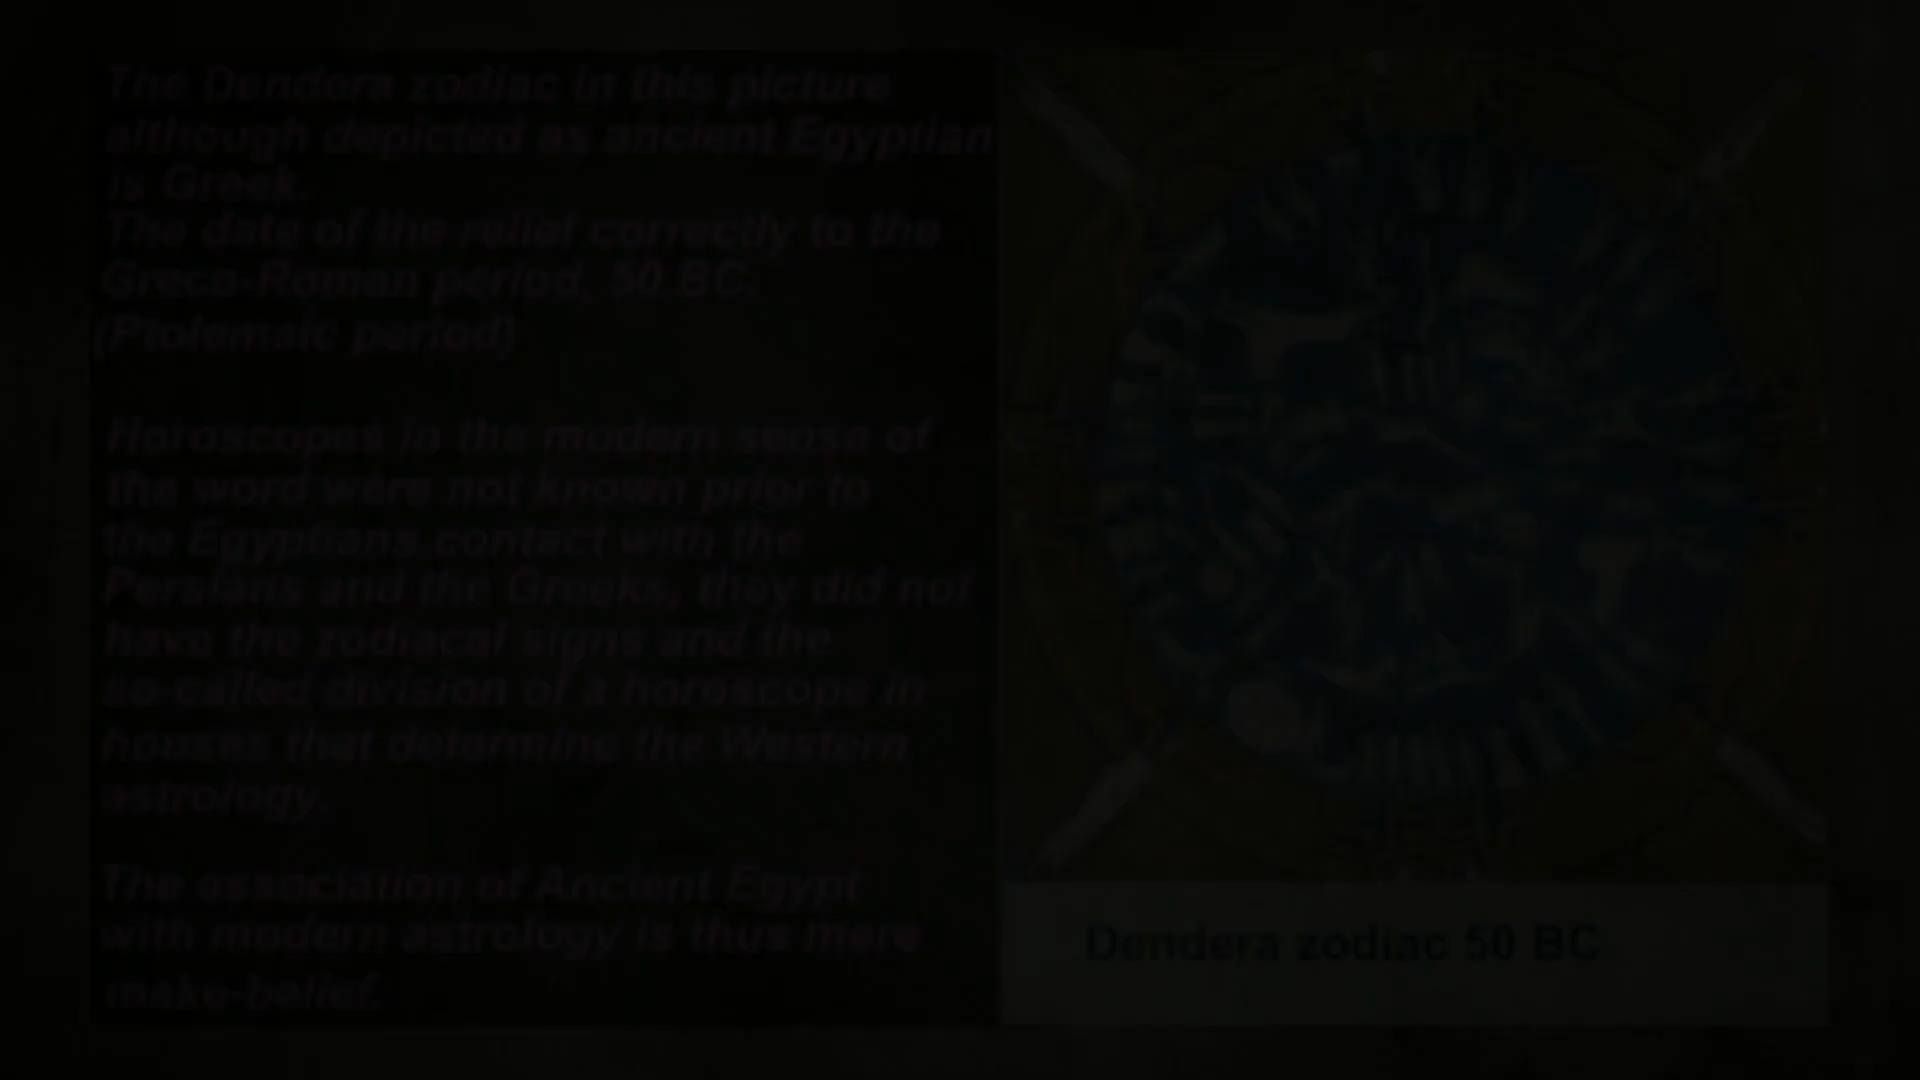 The Dendera zodiac in this picture
although depicted as ancient Egyptian
is Greek.
The date of the relief correctly to the
Greco-Roman period, 50 BC.
(Ptolemaic period)
Horoscopes in the modern sense of
the word were not known prior to
the Egyptians contact with the
Persians and the Greeks, they did not
have the zodiacal signs and the
so-called division of a horoscope in
houses that determine the Western
astrology.
The association of Ancient Egypt
with modern astrology is thus mere
make-belief.
Dendera zodiac 50 BC